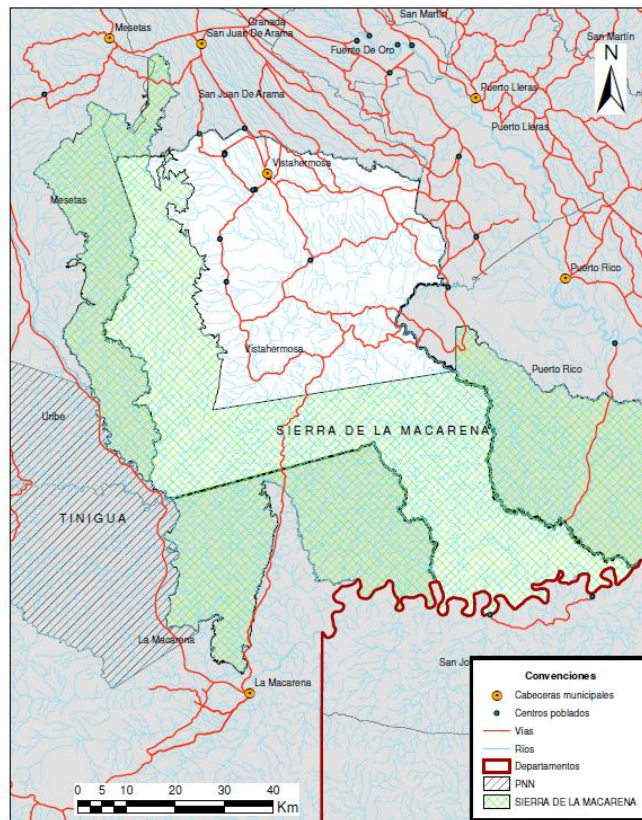 Mesetas
Granada
San Martín
San Juan De Arama
Fuente De Oro
San Martín
San Juan De Arama
Puerto Lleras
Puerto Lleras
N
Vistahermosa
Mesetas
Puerto Rico
Vistahermosa
Puerto Rico
Uribe
SIERRA DE LA MACARENA
TINIGUA
La Macarena
San Jo
La Macarena
0 5 10 20 30 40
Km
Convenciones
Cabeceras municipales
Centros poblados
Vías
Ríos
Departamentos
PNN
SIERRA DE LA MACARENA